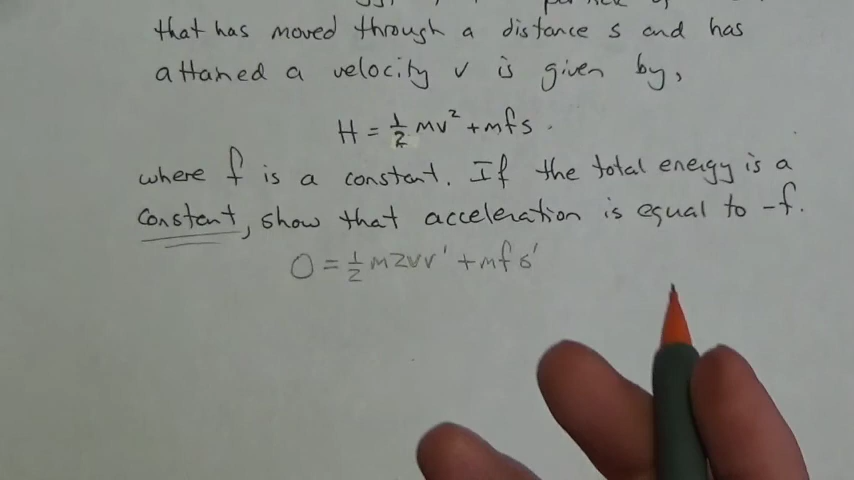 that has moved through a distance s and has
attained a velocity v is given by,
H = 1/2 mv² + mfs.
where f is a constant. If the total energy is a
constant, show that acceleration is equal to -f.
0 = 1/2 m2vv' + mfs'